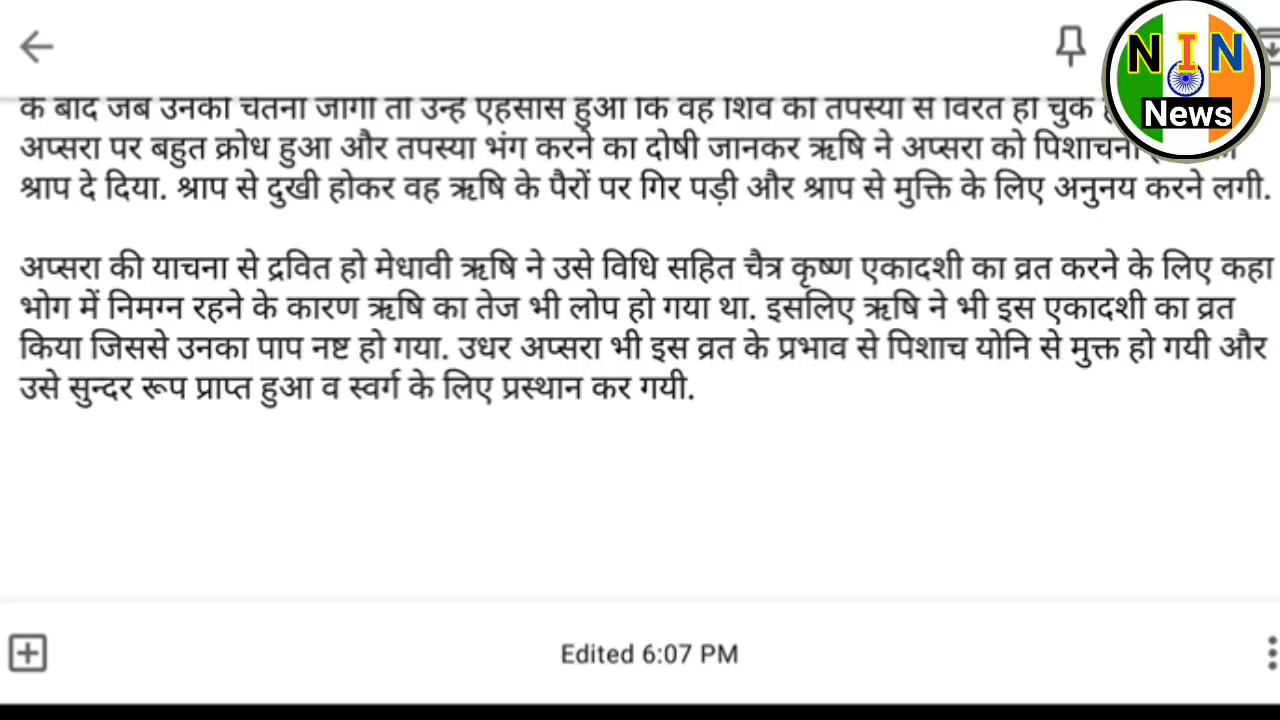 N I N
News
के बाद जब उनकी चेतना जागी तो उन्हें एहसास हुआ कि वह शिव की तपस्या से विरत हो चुके
अप्सरा पर बहुत क्रोध हुआ और तपस्या भंग करने का दोषी जानकर ऋषि ने अप्सरा को पिशाचनी
श्राप दे दिया. श्राप से दुखी होकर वह ऋषि के पैरों पर गिर पड़ी और श्राप से मुक्ति के लिए अनुनय करने लगी.
अप्सरा की याचना से द्रवित हो मेधावी ऋषि ने उसे विधि सहित चैत्र कृष्ण एकादशी का व्रत करने के लिए कहा
भोग में निमग्न रहने के कारण ऋषि का तेज भी लोप हो गया था. इसलिए ऋषि ने भी इस एकादशी का व्रत
किया जिससे उनका पाप नष्ट हो गया. उधर अप्सरा भी इस व्रत के प्रभाव से पिशाच योनि से मुक्त हो गयी और
उसे सुन्दर रूप प्राप्त हुआ व स्वर्ग के लिए प्रस्थान कर गयी.
Edited 6:07 PM